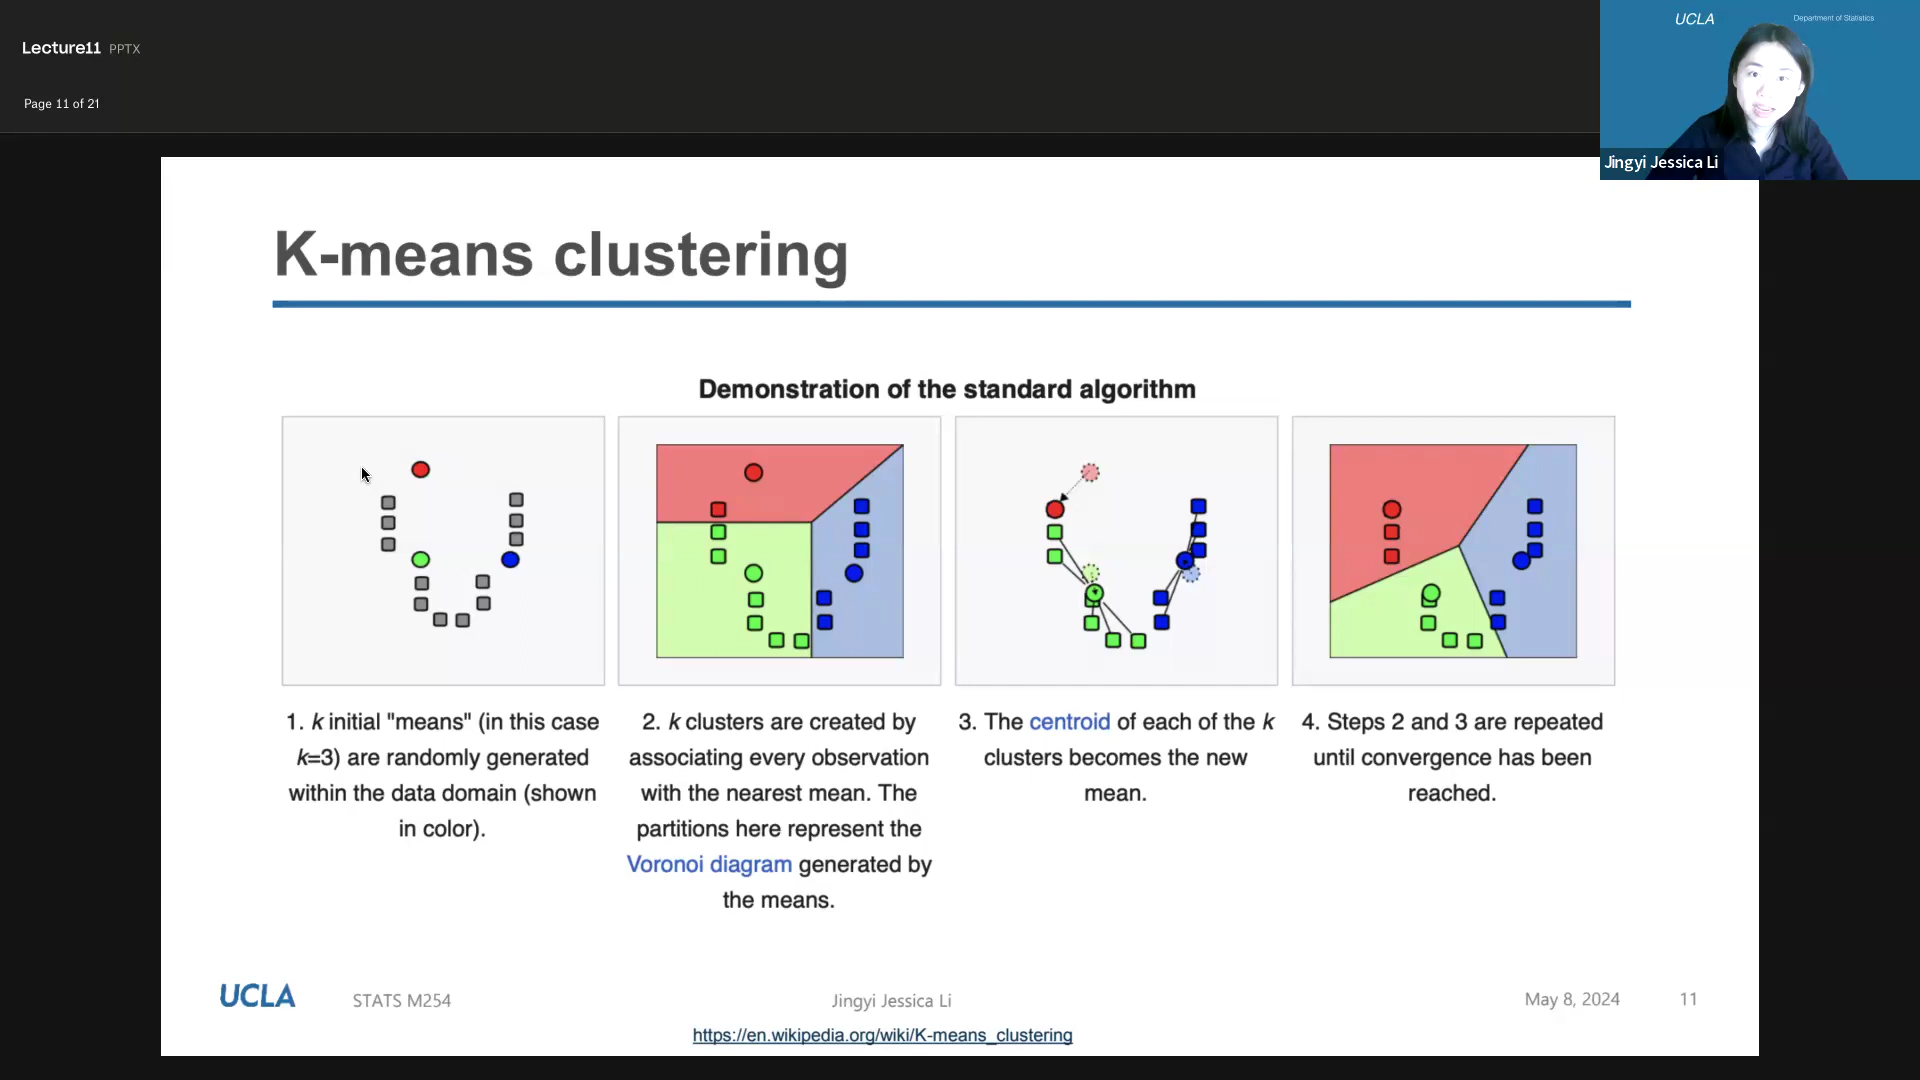 UCLA
Department of Statistics
Lecture11 PPTX
Page 11 of 21
Jingyi Jessica Li
K-means clustering
Demonstration of the standard algorithm
1. k initial "means" (in this case
k=3) are randomly generated
within the data domain (shown
in color).
2. k clusters are created by
associating every observation
with the nearest mean. The
partitions here represent the
Voronoi diagram generated by
the means.
3. The centroid of each of the k
clusters becomes the new
mean.
4. Steps 2 and 3 are repeated
until convergence has been
reached.
UCLA STATS M254 Jingyi Jessica Li May 8, 2024 11
https://en.wikipedia.org/wiki/K-means_clustering